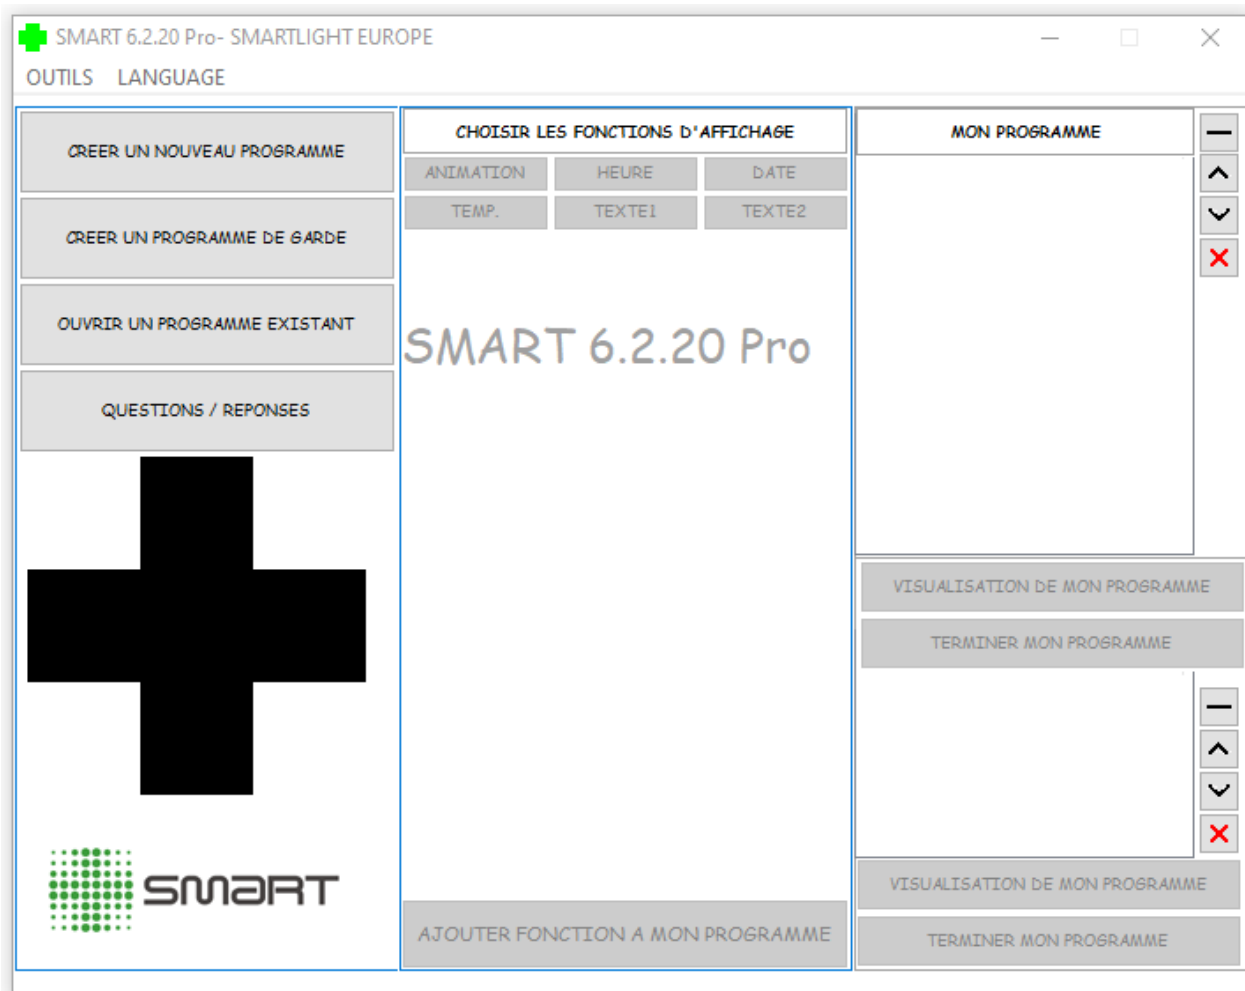 SMART 6.2.20 Pro- SMARTLIGHT EUROPE
OUTILS LANGUAGE
CREER UN NOUVEAU PROGRAMME
CREER UN PROGRAMME DE GARDE
OUVRIR UN PROGRAMME EXISTANT
QUESTIONS / REPONSES
SMART
CHOISIR LES FONCTIONS D'AFFICHAGE
ANIMATION HEURE DATE
TEMP. TEXTE1 TEXTE2
SMART 6.2.20 Pro
AJOUTER FONCTION A MON PROGRAMME
MON PROGRAMME
VISUALISATION DE MON PROGRAMME
TERMINER MON PROGRAMME
VISUALISATION DE MON PROGRAMME
TERMINER MON PROGRAMME